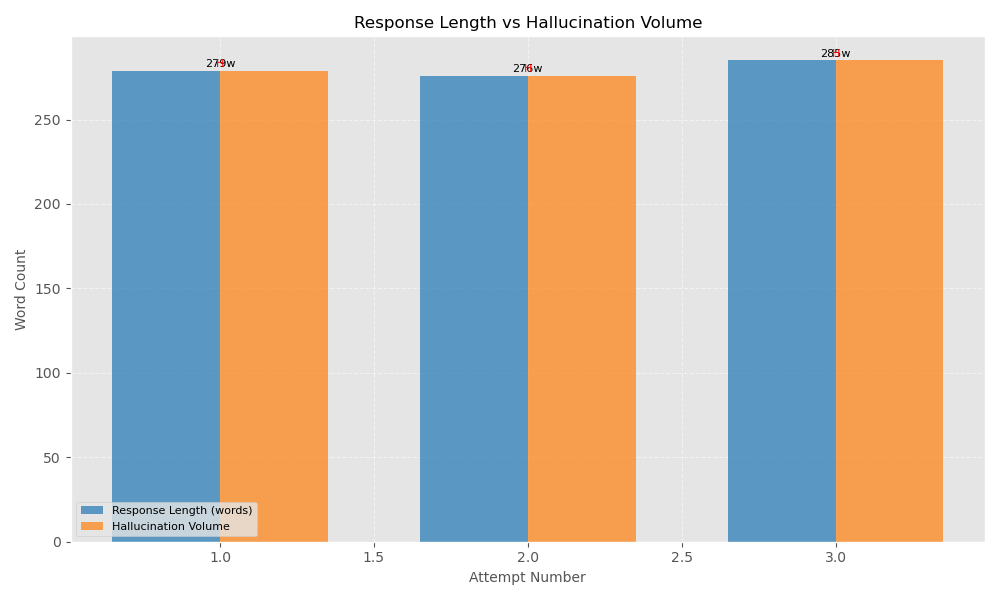 Response Length vs Hallucination Volume
279w
276w
285w
Word Count
250
200
150
100
50
0
Response Length (words)
Hallucination Volume
1.0
1.5
2.0
2.5
3.0
Attempt Number